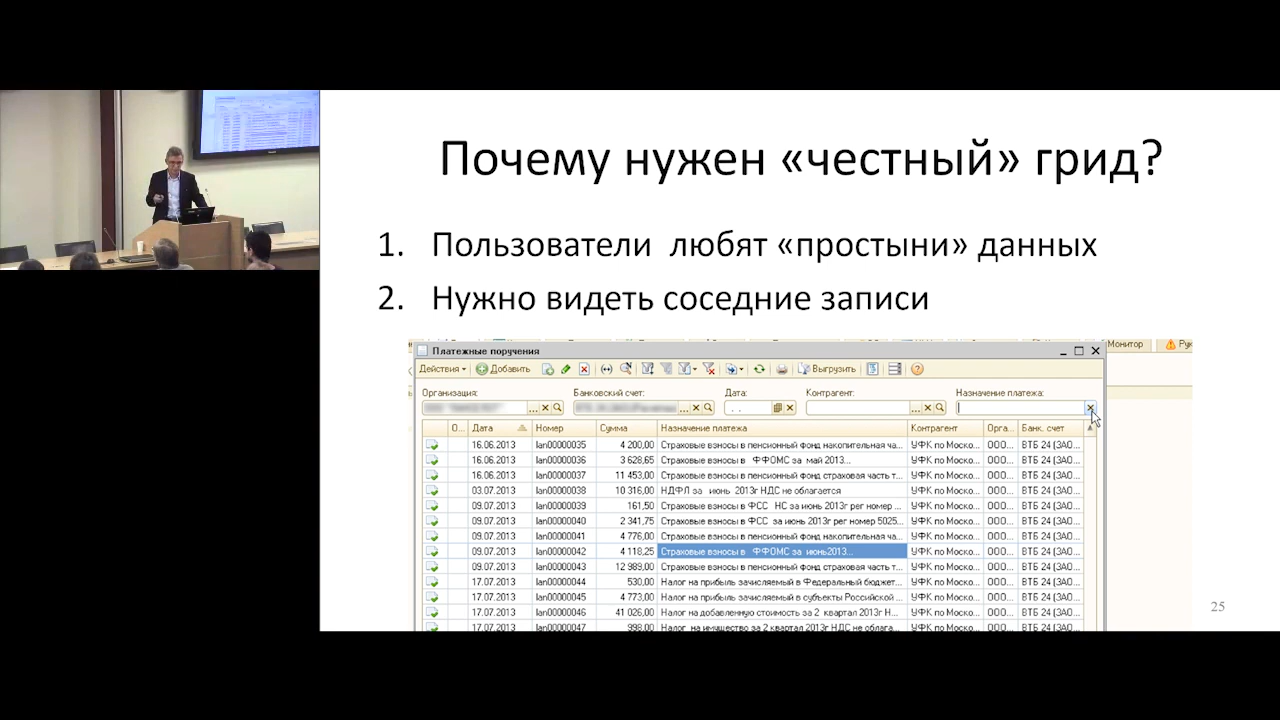 Почему нужен «честный» грид?
1. Пользователи любят «простыни» данных
2. Нужно видеть соседние записи
Монитор
Платежные поручения
Действия Добавить Выгрузить
Организация: Банковский счет: Дата: Контрагент: Назначение платежа:
О... Дата Номер Сумма Назначение платежа Контрагент Орга... Банк. счет
16.06.2013 Ian00000035 4 200,00 Страховые взносы в пенсионный фонд накопительная ча... УФК по Моско... ООО... ВТБ 24 (ЗАО...
16.06.2013 Ian00000036 3 628,65 Страховые взносы в ФФОМС за май 2013... УФК по Моско... ООО... ВТБ 24 (ЗАО...
16.06.2013 Ian00000037 11 453,00 Страховые взносы в пенсионный фонд страховая часть т... УФК по Моско... ООО... ВТБ 24 (ЗАО...
03.07.2013 Ian00000038 10 316,00 НДФЛ за июнь 2013г НДС не облагается УФК по Моско... ООО... ВТБ 24 (ЗАО...
09.07.2013 Ian00000039 161,50 Страховые взносы в ФСС НС за июнь 2013г рег номер ... УФК по Моско... ООО... ВТБ 24 (ЗАО...
09.07.2013 Ian00000040 2 341,75 Страховые взносы в ФСС за июнь 2013г рег номер 5025... УФК по Моско... ООО... ВТБ 24 (ЗАО...
09.07.2013 Ian00000041 4 776,00 Страховые взносы в пенсионный фонд накопительная ча... УФК по Моско... ООО... ВТБ 24 (ЗАО...
09.07.2013 Ian00000042 4 118,25 Страховые взносы в ФФОМС за июнь2013... УФК по Моско... ООО... ВТБ 24 (ЗАО...
09.07.2013 Ian00000043 12 989,00 Страховые взносы в пенсионный фонд страховая часть т... УФК по Моско... ООО... ВТБ 24 (ЗАО...
17.07.2013 Ian00000044 530,00 Налог на прибыль зачисляемый в Федеральный бюджет... УФК по Моско... ООО... ВТБ 24 (ЗАО...
17.07.2013 Ian00000045 4 773,00 Налог на прибыль зачисляемый в субъекты Российской ... УФК по Моско... ООО... ВТБ 24 (ЗАО...
17.07.2013 Ian00000046 41 026,00 Налог на добавленную стоимость за 2 квартал 2013г Н... УФК по Моско... ООО... ВТБ 24 (ЗАО...
17.07.2013 Ian00000047 998,00 Налог на имущество за 2 квартал 2013г НДС не облага... УФК по Моско... ООО... ВТБ 24 (ЗАО...
25